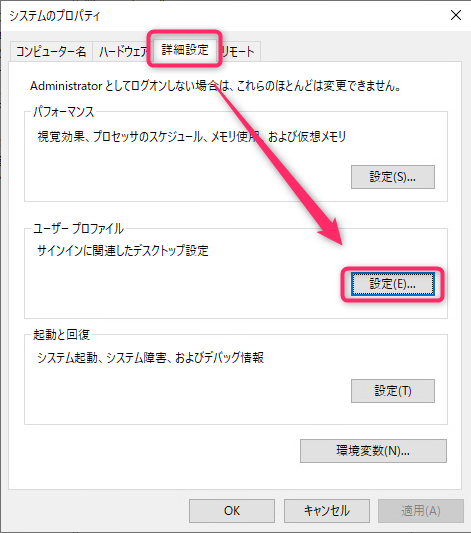 システムのプロパティ
コンピューター名 ハードウェア 詳細設定 リモート
Administrator としてログオンしない場合は、これらのほとんどは変更できません。
パフォーマンス
視覚効果、プロセッサのスケジュール、メモリ使用、および仮想メモリ
設定(S)...
ユーザー プロファイル
サインインに関連したデスクトップ設定
設定(E)...
起動と回復
システム起動、システム障害、およびデバッグ情報
設定(T)
環境変数(N)...
OK キャンセル 適用(A)